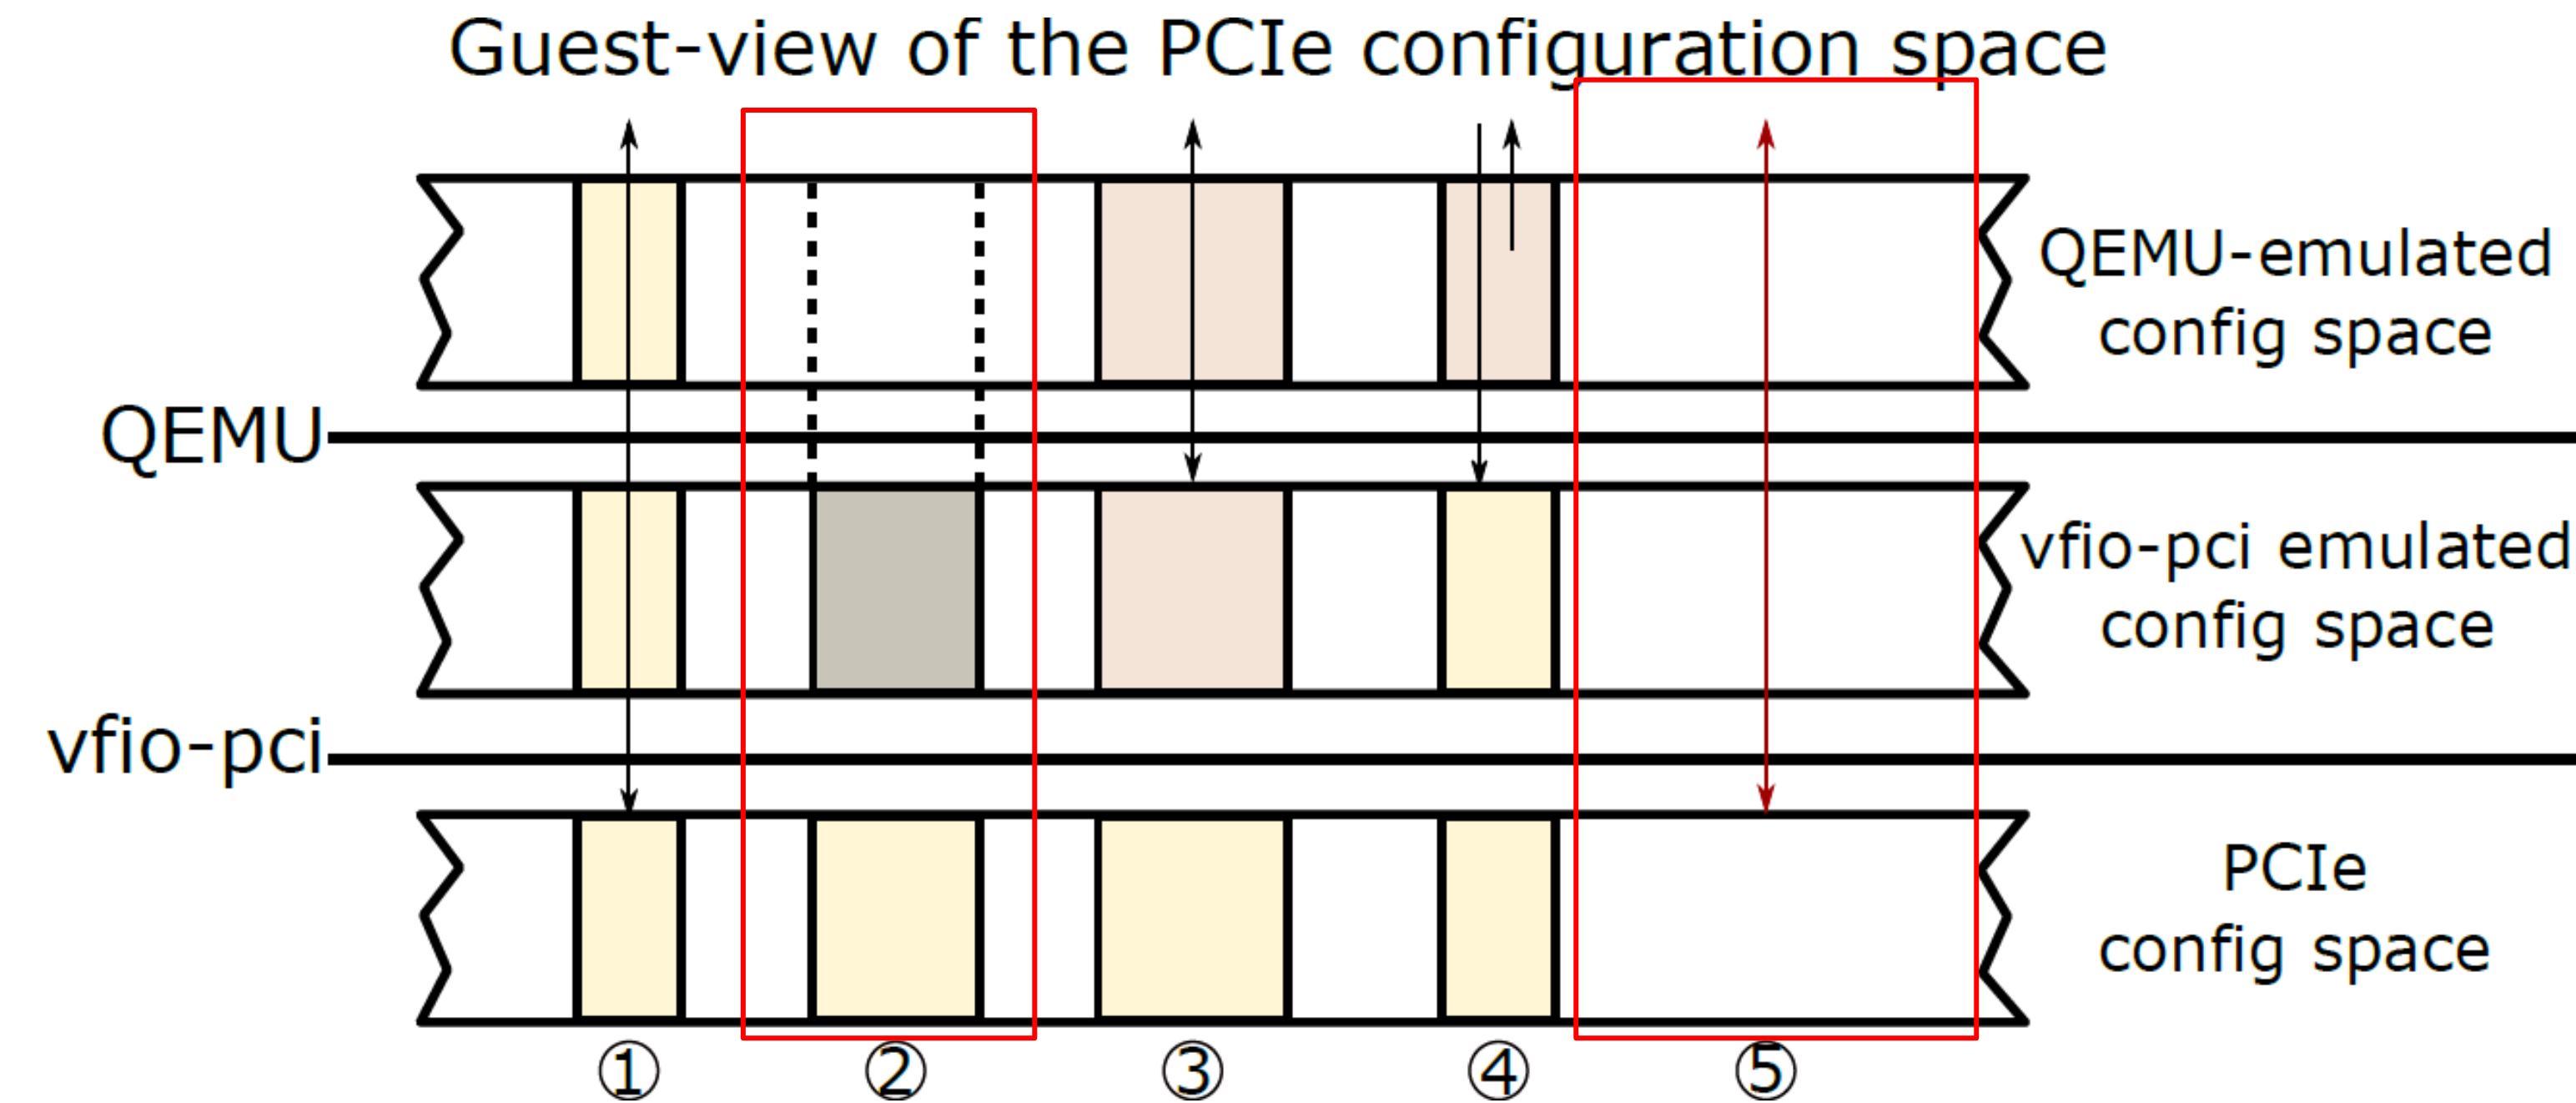 Guest-view of the PCIe configuration space
QEMU-emulated
config space
QEMU
vfio-pci emulated
config space
vfio-pci
PCIe
config space
① ② ③ ④ ⑤